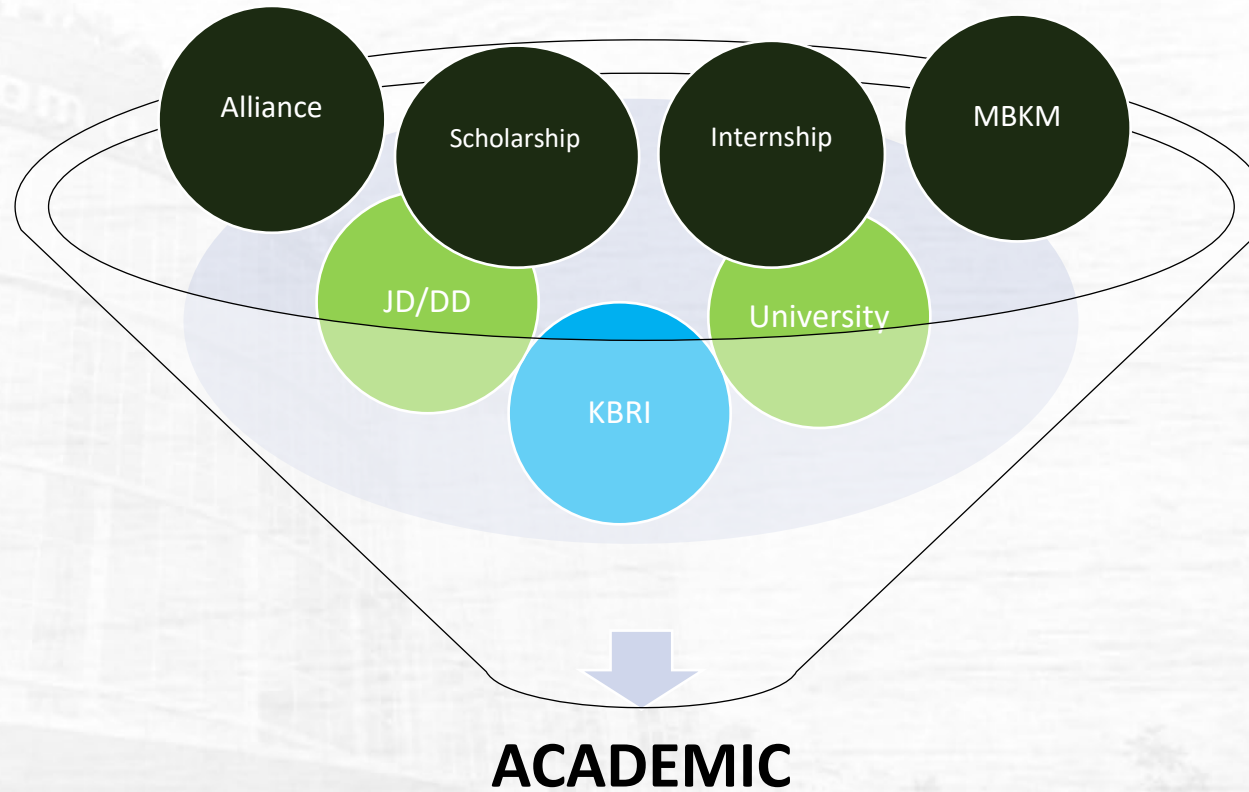 Alliance
Scholarship
Internship
MBKM
JD/DD
University
KBRI
ACADEMIC